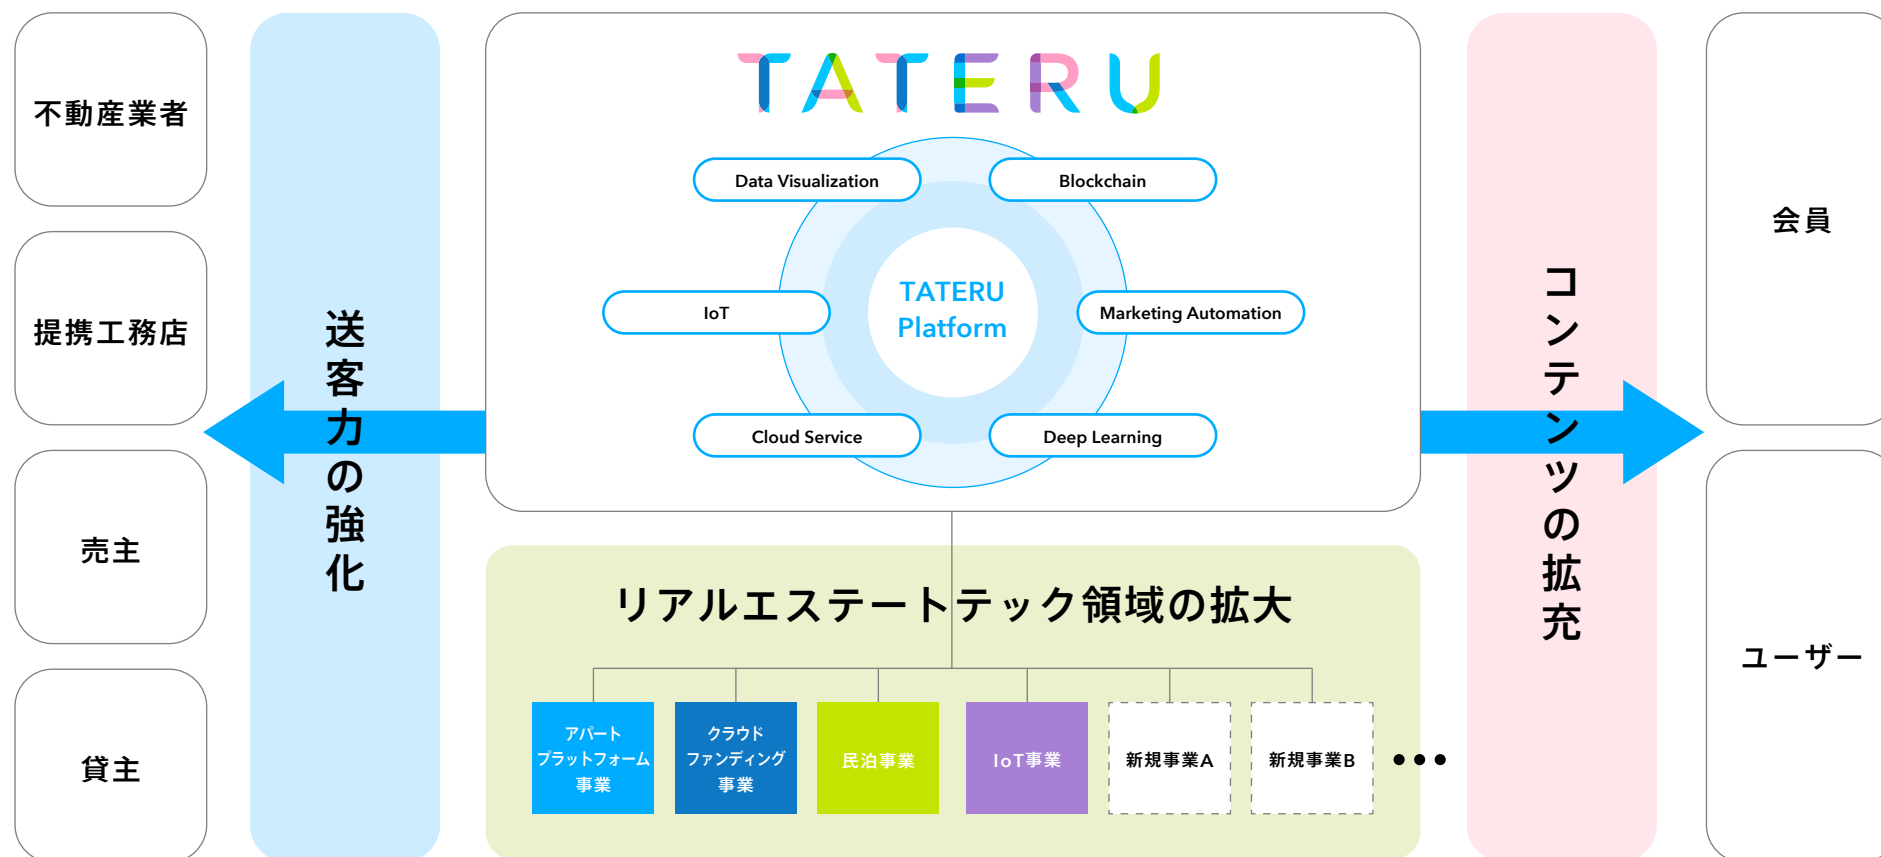 不動産業者
提携工務店
売主
貸主
送客力の強化
TATERU
Data Visualization
Blockchain
IoT
TATERU
Platform
Marketing Automation
Cloud Service
Deep Learning
リアルエステートテック領域の拡大
アパート
プラットフォーム
事業
クラウド
ファンディング
事業
民泊事業
IoT事業
新規事業A
新規事業B
•••
コンテンツの拡充
会員
ユーザー